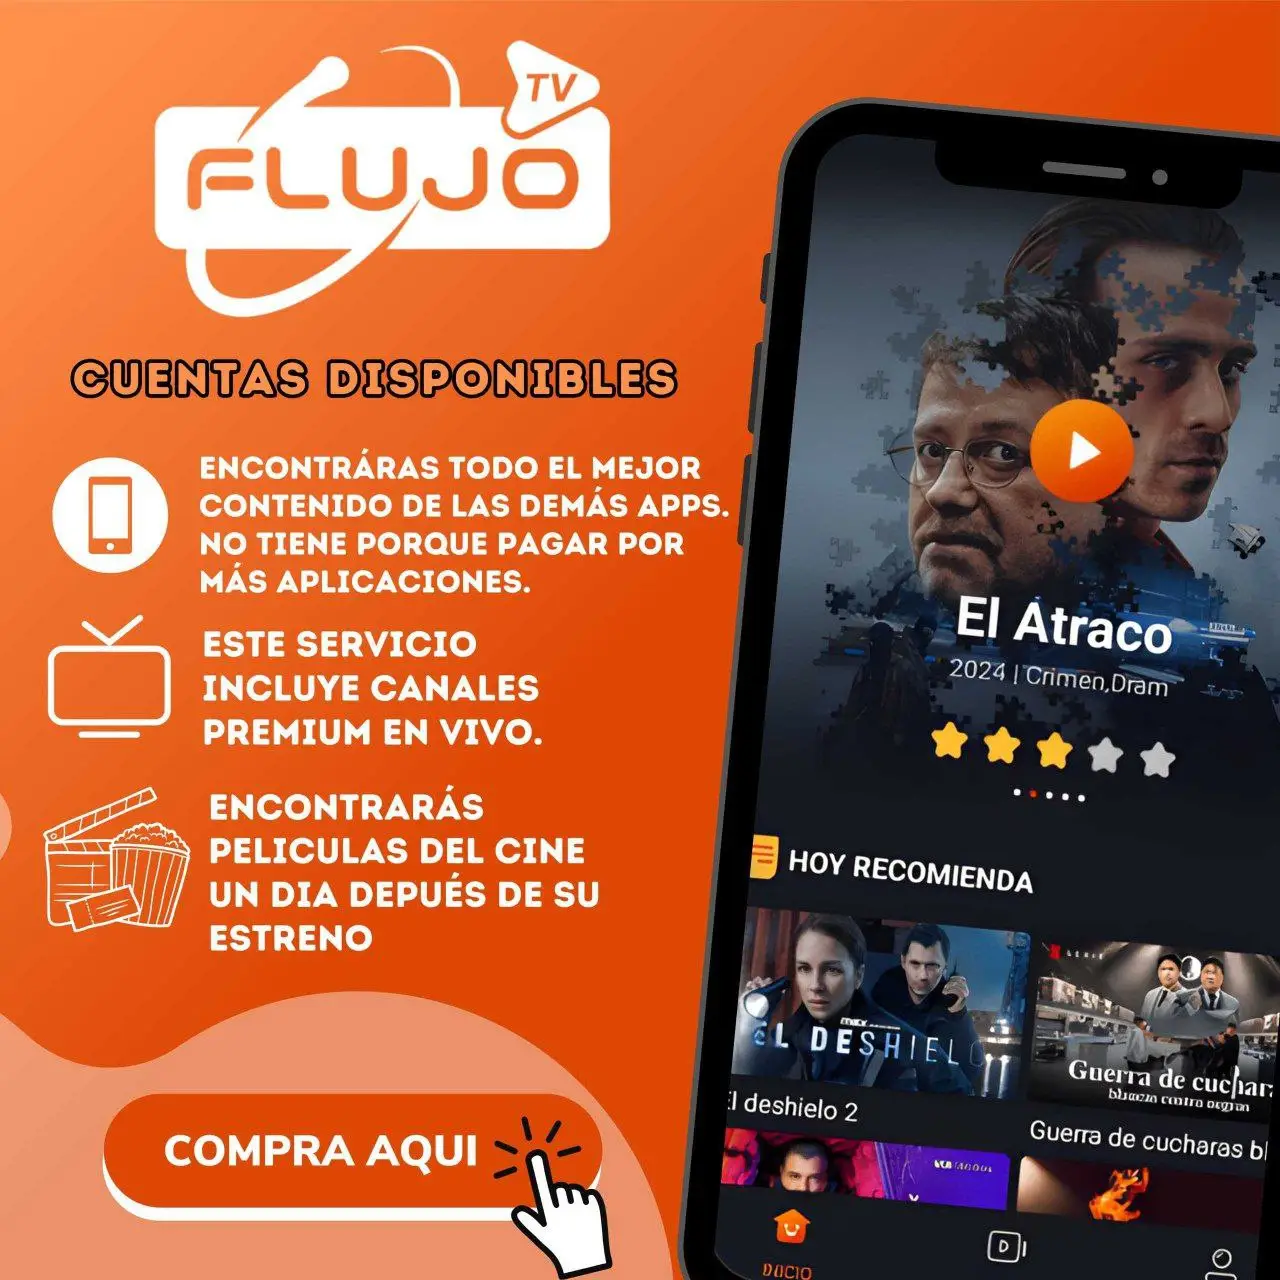 TV
FLUJO
CUENTAS DISPONIBLES
ENCONTRÁRAS TODO EL MEJOR
CONTENIDO DE LAS DEMÁS APPS.
NO TIENE PORQUE PAGAR POR
MÁS APLICACIONES.
ESTE SERVICIO
INCLUYE CANALES
PREMIUM EN VIVO.
ENCONTRARÁS
PELICULAS DEL CINE
UN DIA DEPUÉS DE SU
ESTRENO
COMPRA AQUI
El Atraco
2024 | Crimen,Dram
HOY RECOMIENDA
EL DESHIELO
El deshielo 2
Guerra de cuchar
Guerra de cucharas bl